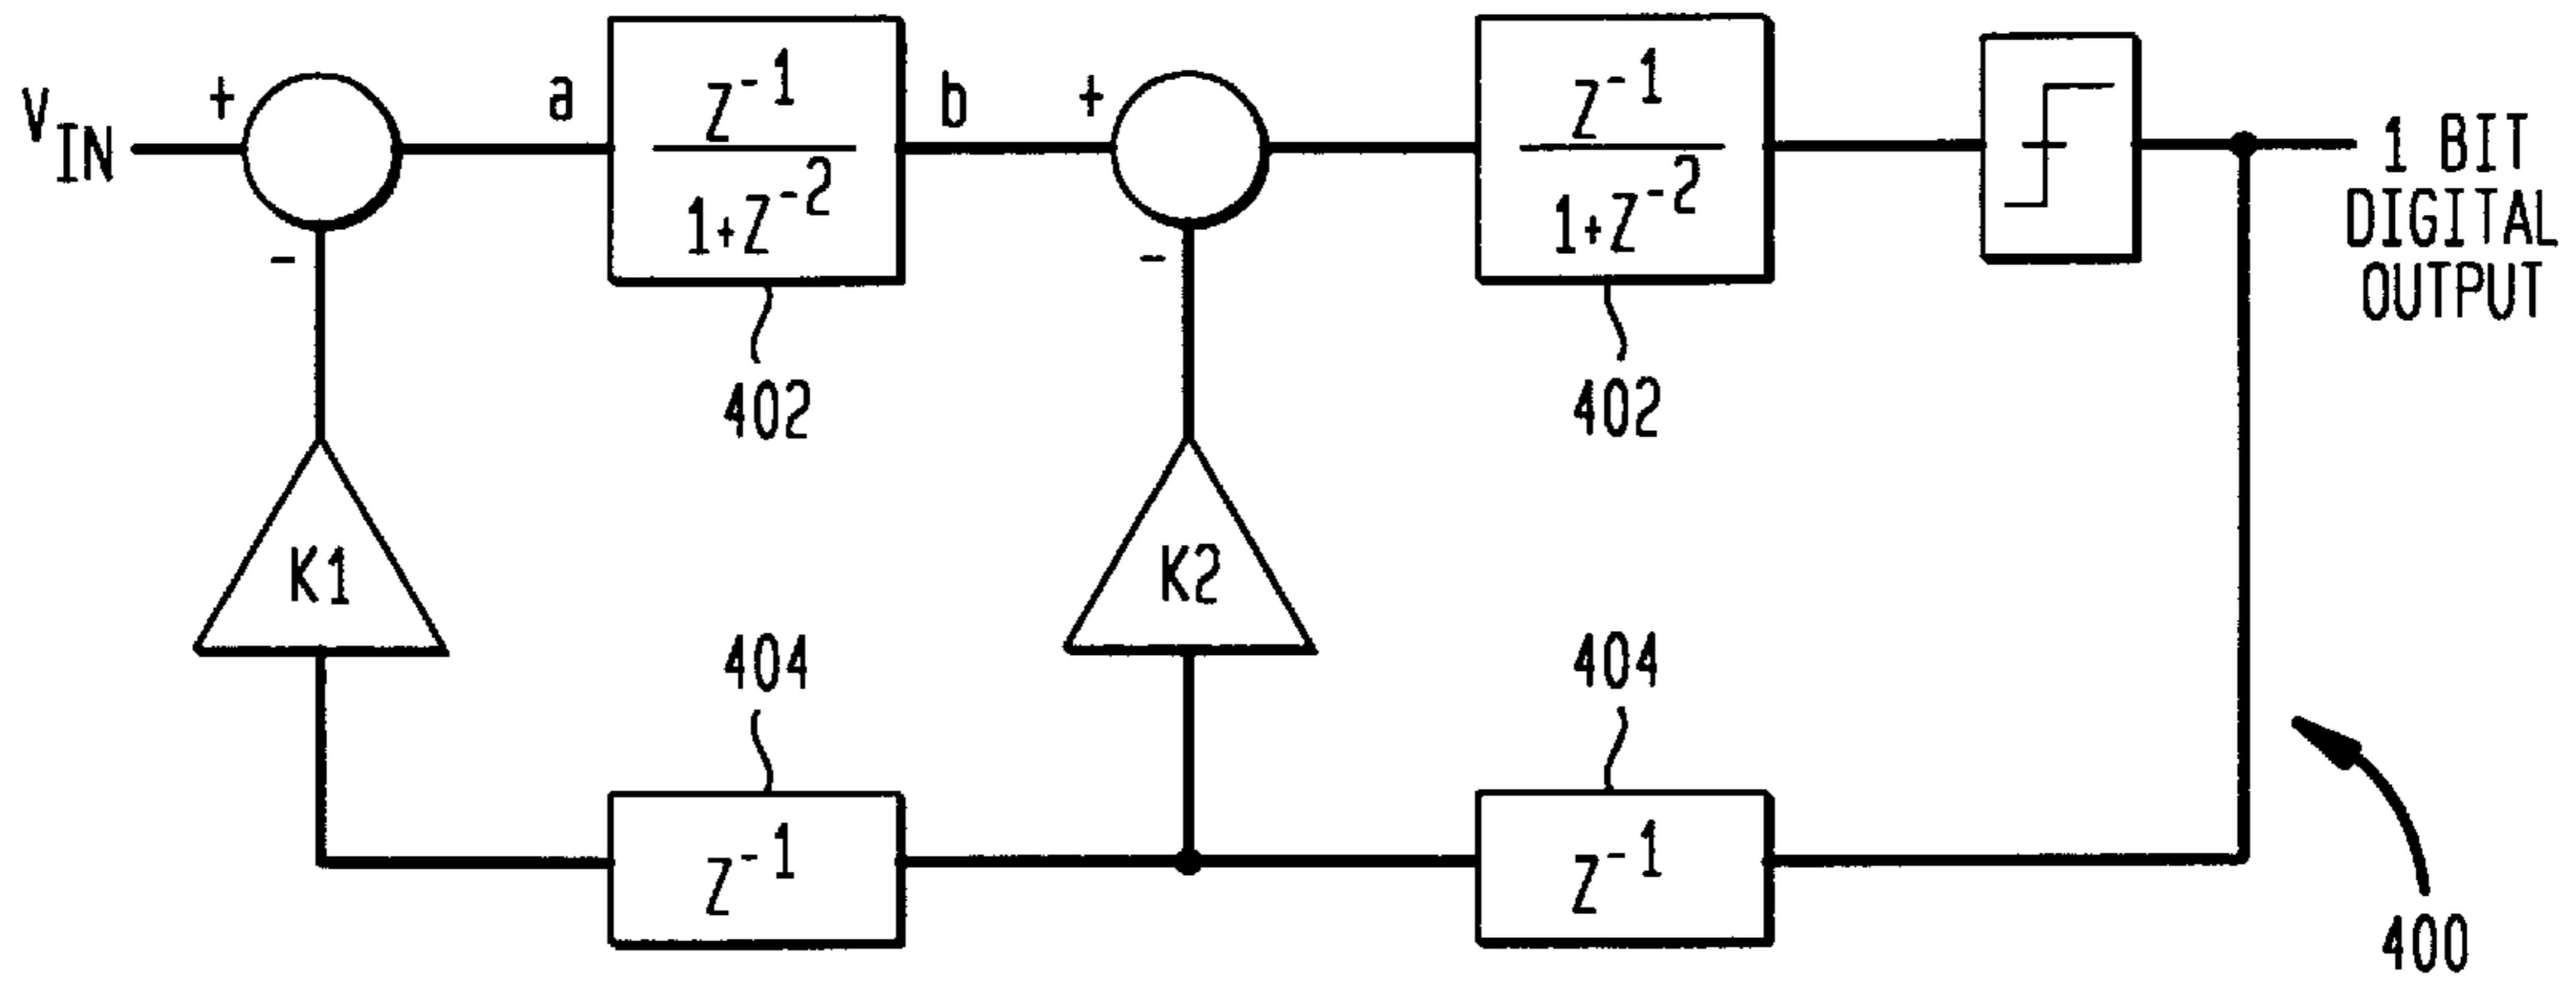 V_IN
+
-
a
Z^-1
1+Z^-2
402
b
+
-
Z^-1
1+Z^-2
402
1 BIT
DIGITAL
OUTPUT
K1
K2
404
Z^-1
404
Z^-1
400